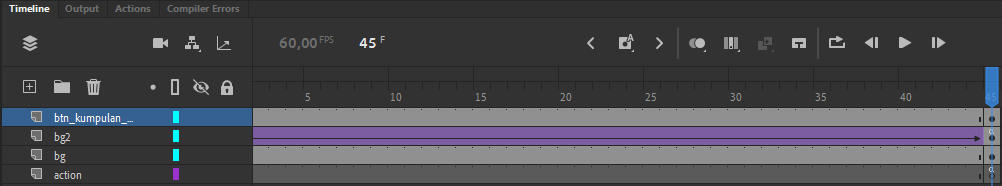 Timeline Output Actions Compiler Errors
60,00 FPS 45 F
5 10 15 20 25 30 35 40 45
btn_kumpulan_...
bg2
bg
action